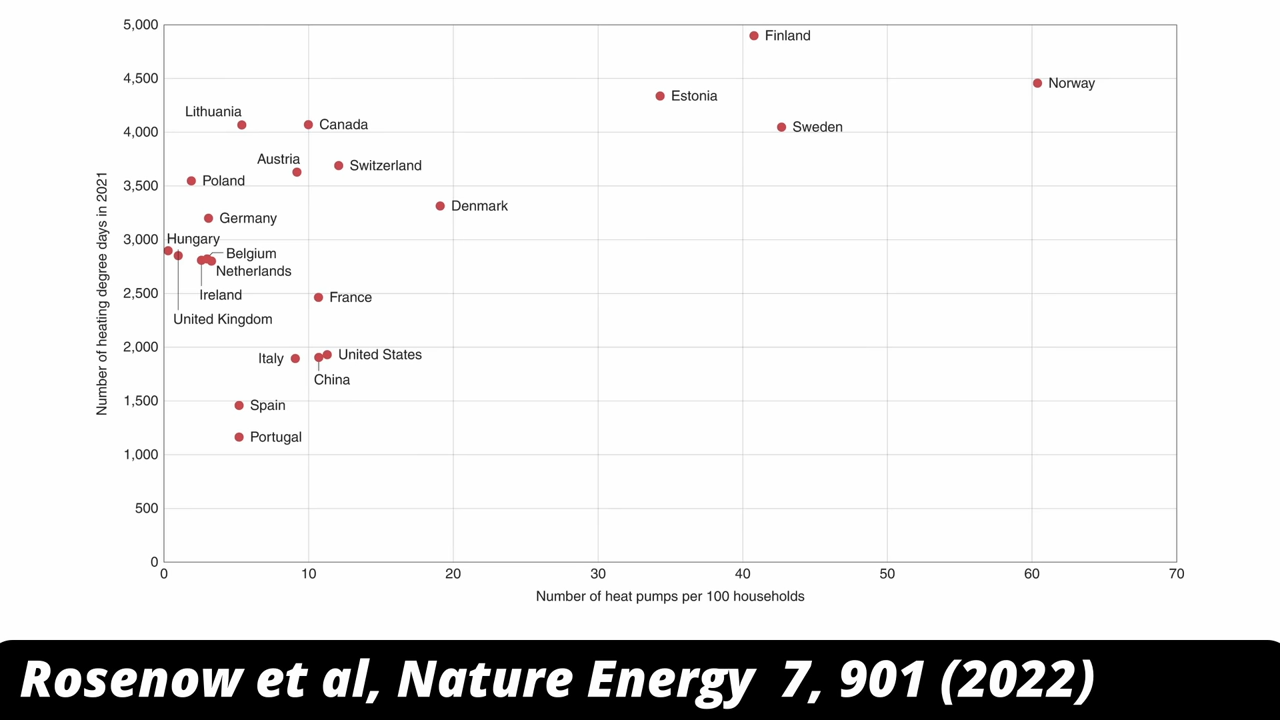 5,000
Finland
4,500
Norway
Estonia
Lithuania
Canada
Sweden
4,000
Austria
Switzerland
3,500
Poland
Denmark
Germany
3,000
Hungary
Belgium
Netherlands
2,500
Ireland
France
United Kingdom
2,000
Italy
United States
China
1,500
Spain
Portugal
1,000
500
0
Number of heating degree days in 2021
0 10 20 30 40 50 60 70
Number of heat pumps per 100 households
Rosenow et al, Nature Energy 7, 901 (2022)